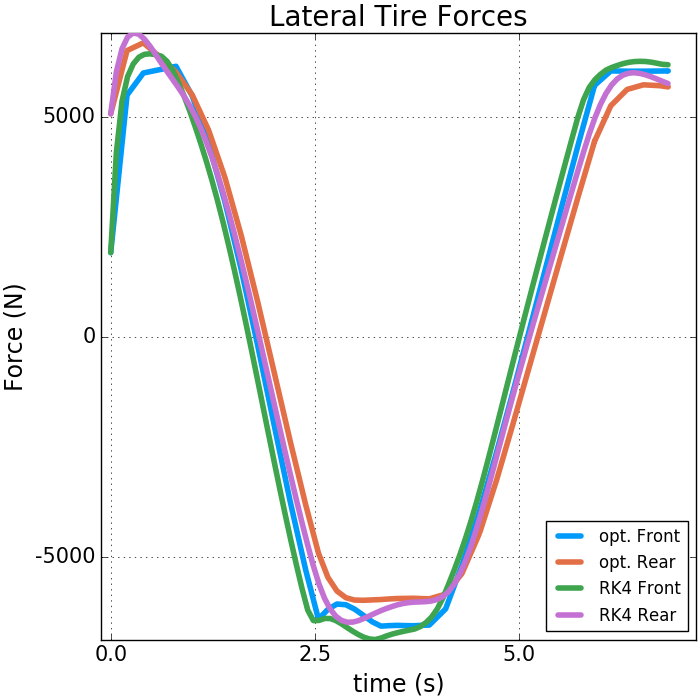 Lateral Tire Forces
Force (N)
5000
0
-5000
opt. Front
opt. Rear
RK4 Front
RK4 Rear
0.0 2.5 5.0
time (s)